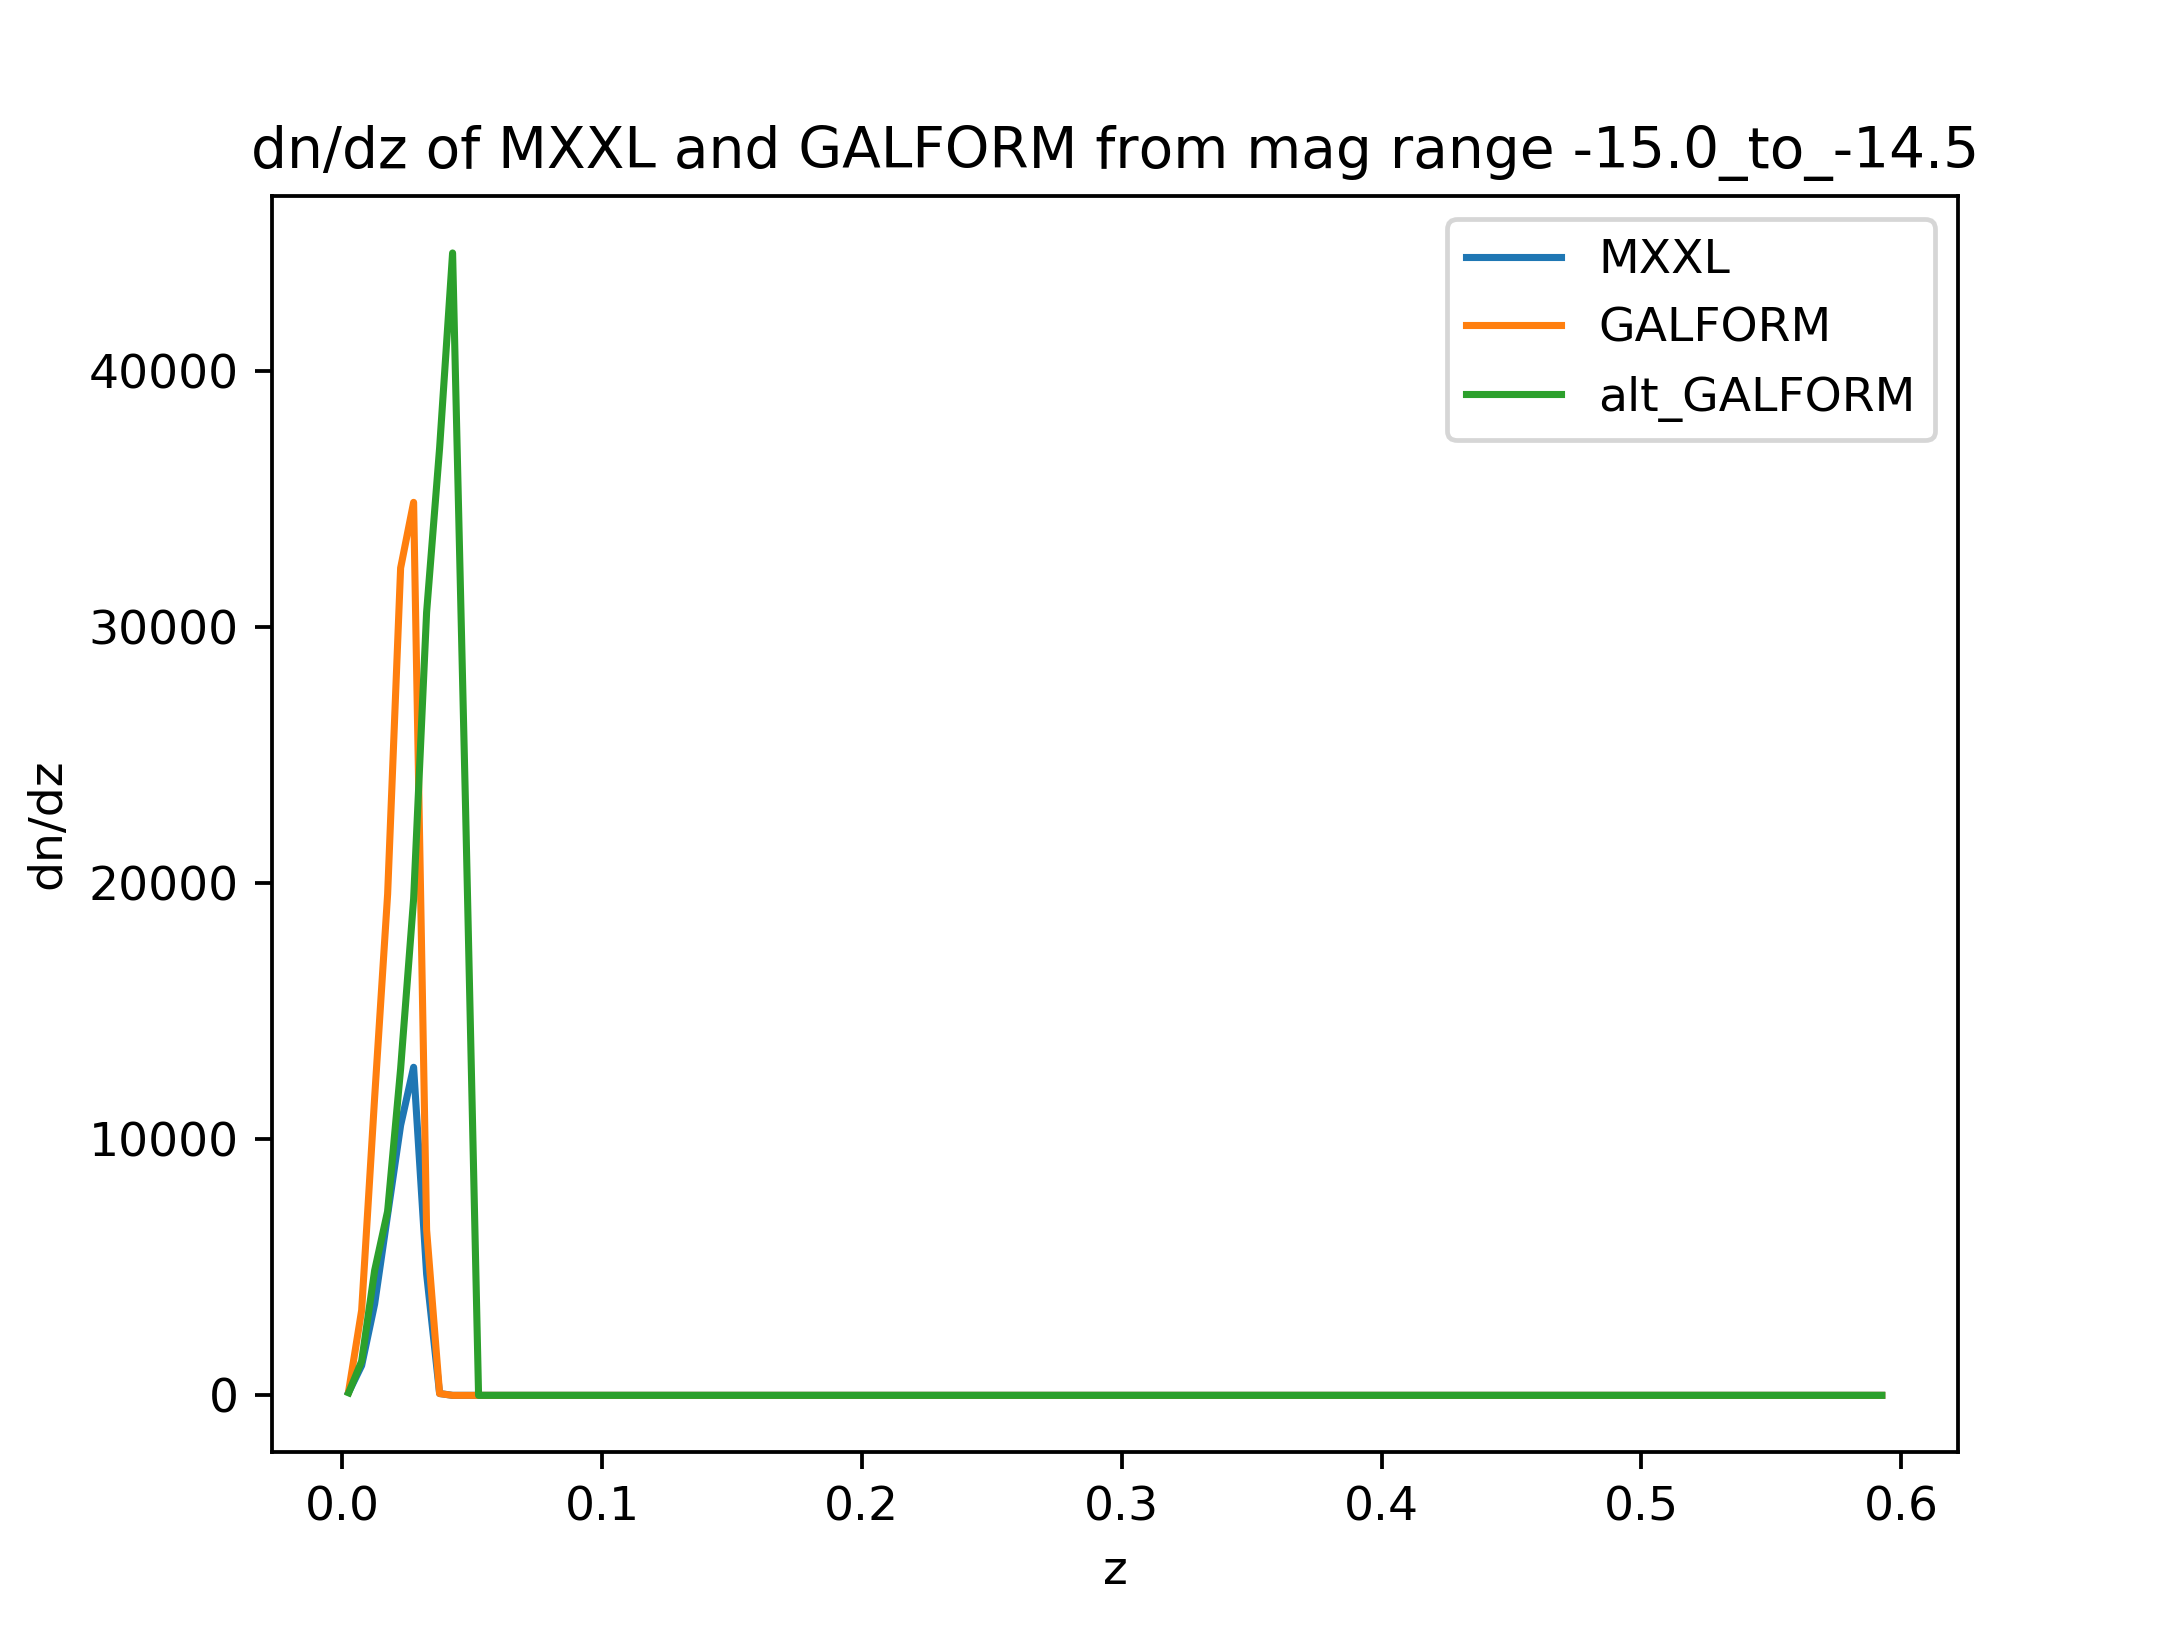 dn/dz of MXXL and GALFORM from mag range -15.0_to_-14.5
MXXL
GALFORM
alt_GALFORM
dn/dz
40000
30000
20000
10000
0
0.0 0.1 0.2 0.3 0.4 0.5 0.6
z